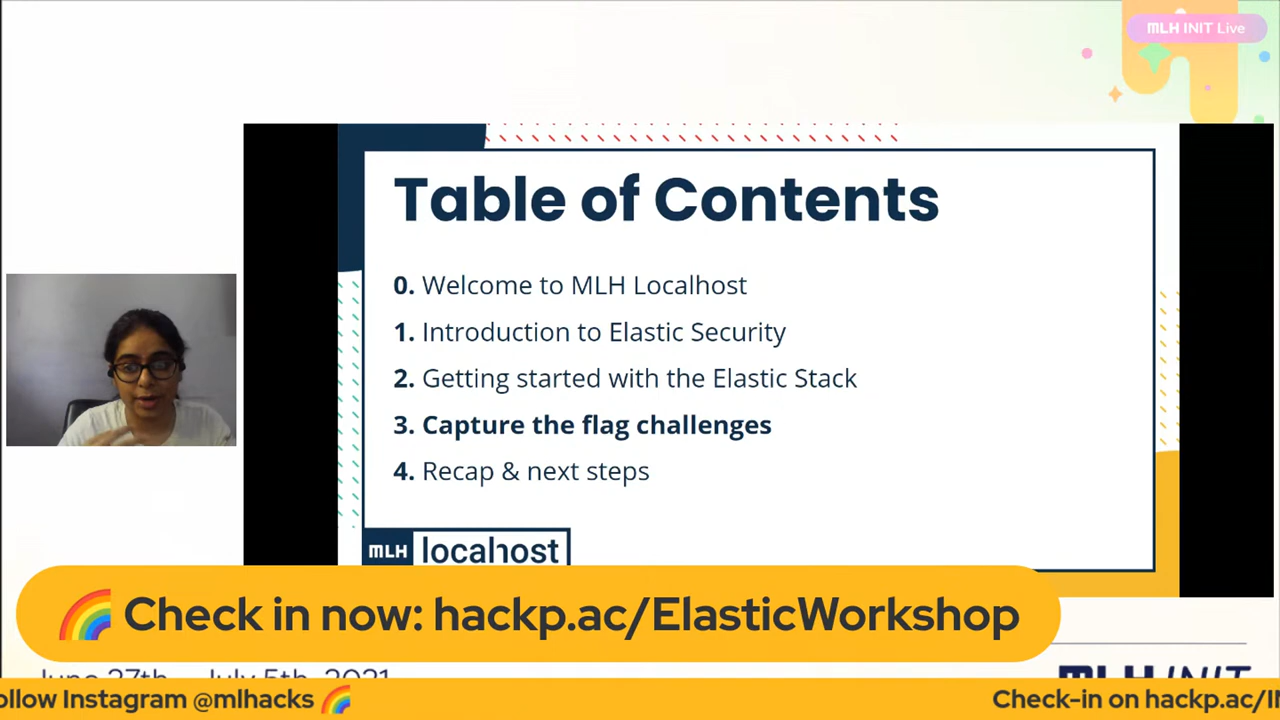 MLH INIT Live
Table of Contents
0. Welcome to MLH Localhost
1. Introduction to Elastic Security
2. Getting started with the Elastic Stack
3. Capture the flag challenges
4. Recap & next steps
MLH localhost
🌈 Check in now: hackp.ac/ElasticWorkshop
June 27th - July 5th, 2021
MLH INIT
ollow Instagram @mlhacks 🌈
Check-in on hackp.ac/I